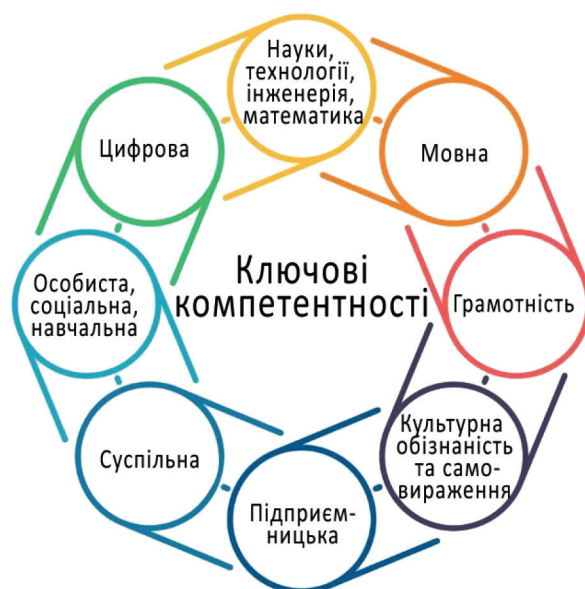 Науки,
технології,
інженерія,
математика
Мовна
Грамотність
Культурна
обізнаність
та само-
вираження
Підприєм-
ницька
Суспільна
Особиста,
соціальна,
навчальна
Цифрова
Ключові
компетентності